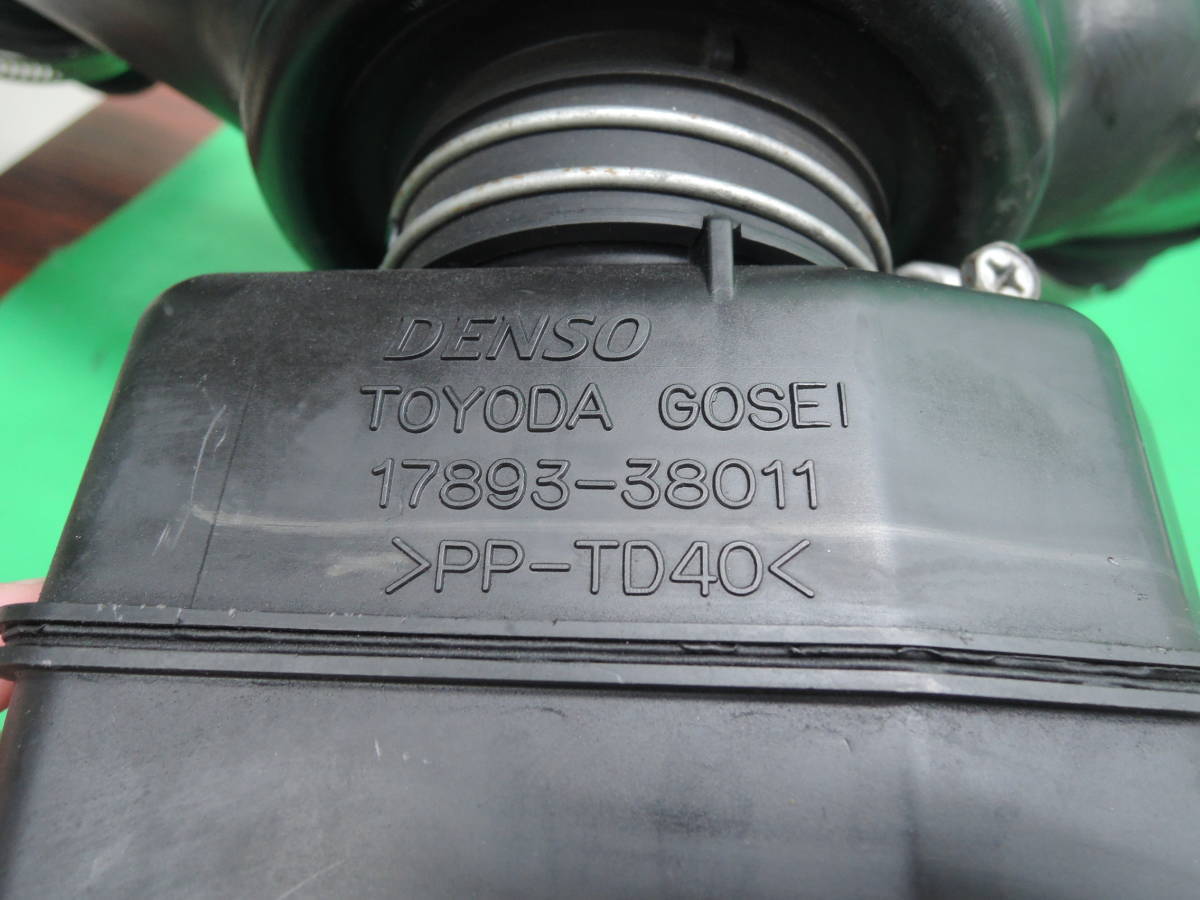 DENSO
TOYODA GOSEI
17893-38011
>PP-TD40<